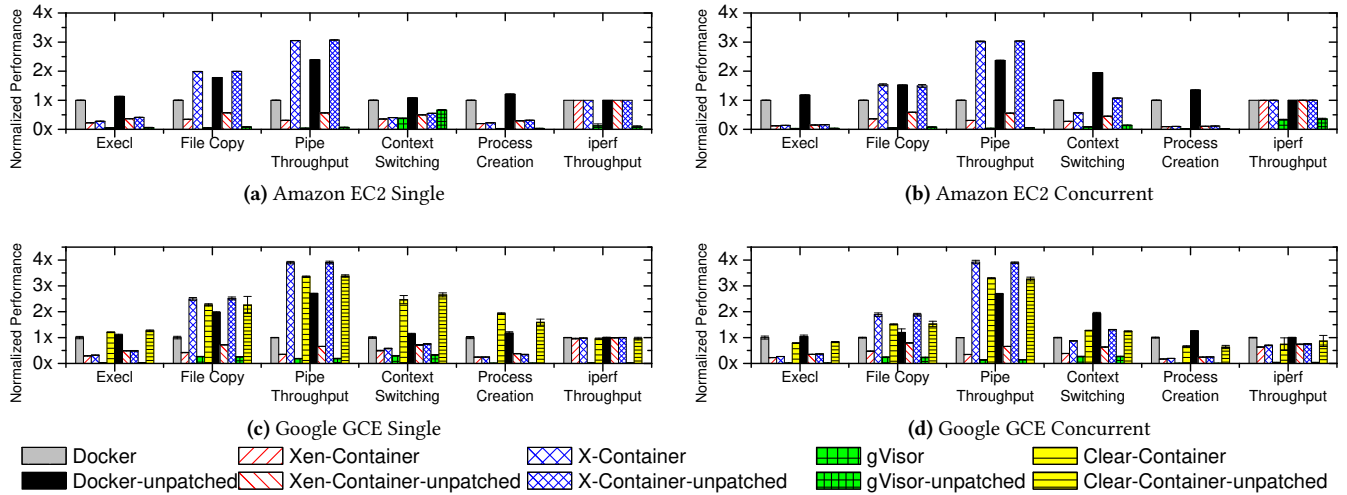 4x
3x
2x
1x
0x
Normalized Performance
Execl
File Copy
Pipe Throughput
Context Switching
Process Creation
iperf Throughput
(a) Amazon EC2 Single
4x
3x
2x
1x
0x
Normalized Performance
Execl
File Copy
Pipe Throughput
Context Switching
Process Creation
iperf Throughput
(b) Amazon EC2 Concurrent
4x
3x
2x
1x
0x
Normalized Performance
Execl
File Copy
Pipe Throughput
Context Switching
Process Creation
iperf Throughput
(c) Google GCE Single
4x
3x
2x
1x
0x
Normalized Performance
Execl
File Copy
Pipe Throughput
Context Switching
Process Creation
iperf Throughput
(d) Google GCE Concurrent
Docker
Xen-Container
X-Container
gVisor
Clear-Container
Docker-unpatched
Xen-Container-unpatched
X-Container-unpatched
gVisor-unpatched
Clear-Container-unpatched